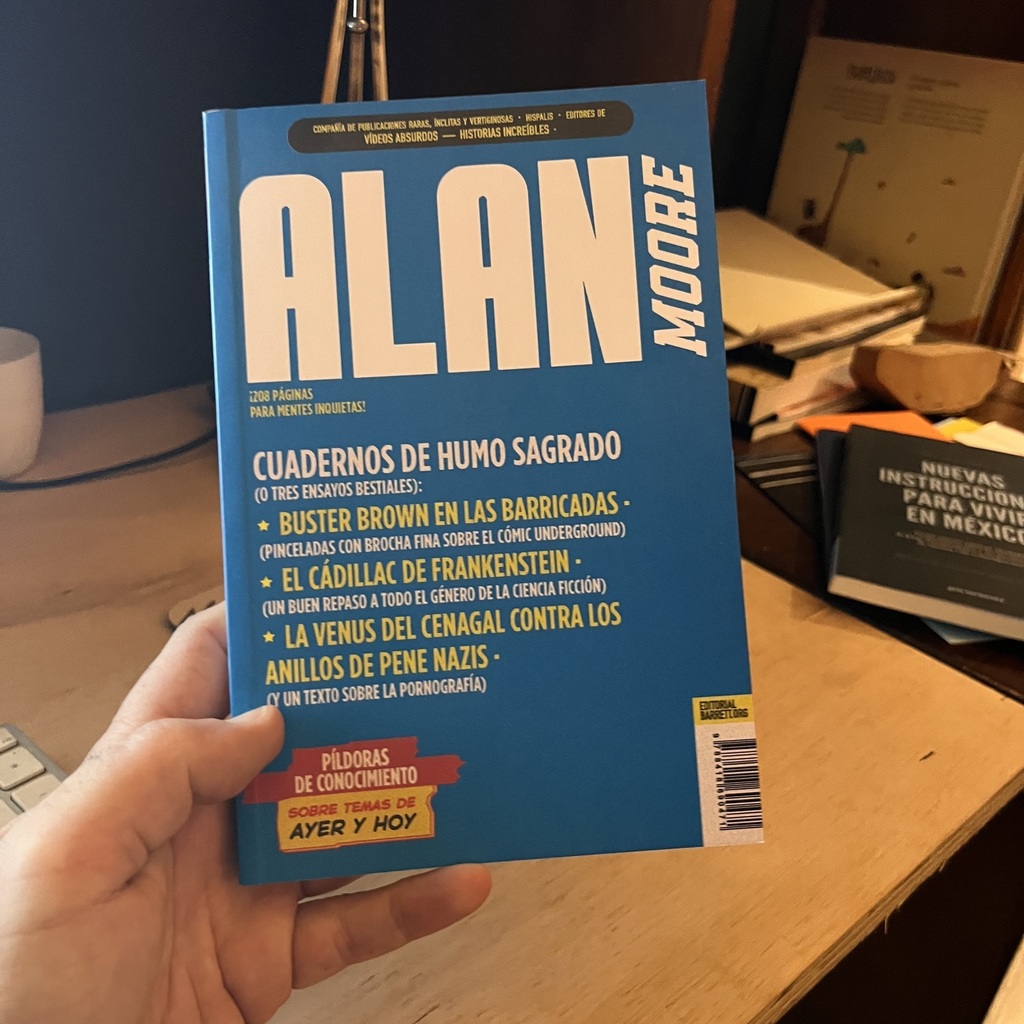 COMPAÑÍA DE PUBLICACIONES RARAS, ÍNCLITAS Y VERTIGINOSAS · HISPALIS · EDITORES DE
VÍDEOS ABSURDOS — HISTORIAS INCREÍBLES ·
ALAN
MOORE
¡208 PÁGINAS
PARA MENTES INQUIETAS!
CUADERNOS DE HUMO SAGRADO
(O TRES ENSAYOS BESTIALES):
★ BUSTER BROWN EN LAS BARRICADAS ·
(PINCELADAS CON BROCHA FINA SOBRE EL CÓMIC UNDERGROUND)
★ EL CÁDILLAC DE FRANKENSTEIN ·
(UN BUEN REPASO A TODO EL GÉNERO DE LA CIENCIA FICCIÓN)
★ LA VENUS DEL CENAGAL CONTRA LOS
ANILLOS DE PENE NAZIS ·
(Y UN TEXTO SOBRE LA PORNOGRAFÍA)
PÍLDORAS
DE CONOCIMIENTO
SOBRE TEMAS DE
AYER Y HOY
EDITORIAL
BARRETT.ORG
NUEVAS
INSTRUCCION
PARA VIVIR
EN MÉXICO